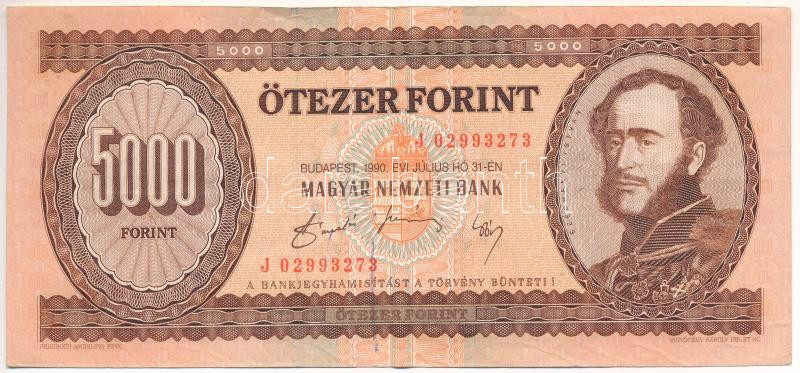 5000 5000
ÖTEZER FORINT
J 02993273
BUDAPEST, 1990. ÉVI JÚLIUS HÓ 31-ÉN
MAGYAR NEMZETI BANK
5000
FORINT
J 02993273
A BANKJEGYHAMISÍTÁST A TÖRVÉNY BÜNTETI!
ÖTEZER FORINT